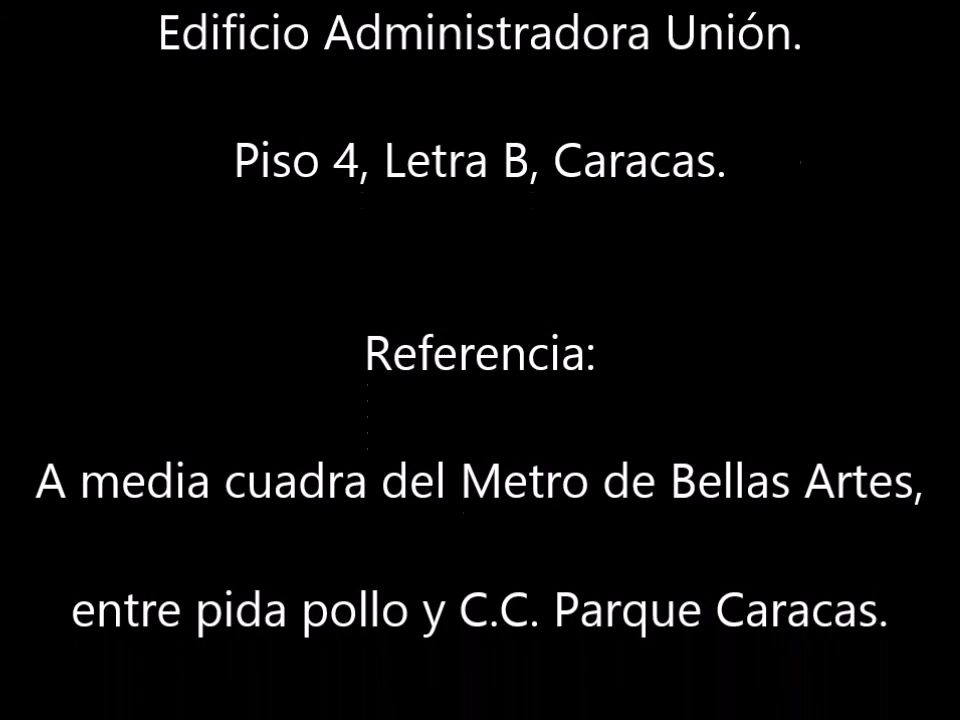 Edificio Administradora Unión.
Piso 4, Letra B, Caracas.
Referencia:
A media cuadra del Metro de Bellas Artes,
entre pida pollo y C.C. Parque Caracas.